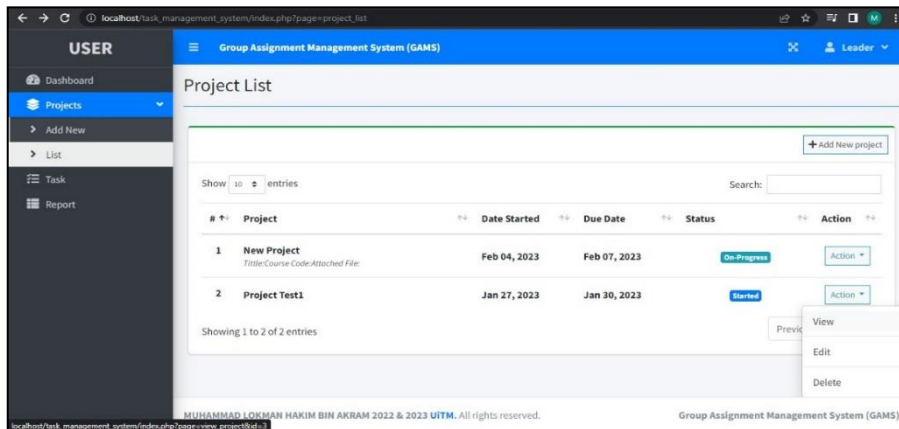 localhost/task_management_system/index.php?page=project_list
M
USER
Group Assignment Management System (GAMS)
Leader
Dashboard
Projects
Add New
List
Task
Report
Project List
+ Add New project
Show 10 entries
Search:
# Project Date Started Due Date Status Action
1 New Project Feb 04, 2023 Feb 07, 2023 On-Progress Action
Tittle:Course Code:Attached File:
2 Project Test1 Jan 27, 2023 Jan 30, 2023 Started Action
Showing 1 to 2 of 2 entries
Previo
View
Edit
Delete
MUHAMMAD LOKMAN HAKIM BIN AKRAM 2022 & 2023 UiTM. All rights reserved.
Group Assignment Management System (GAMS)
localhost/task_management_system/index.php?page=view_project&id=3